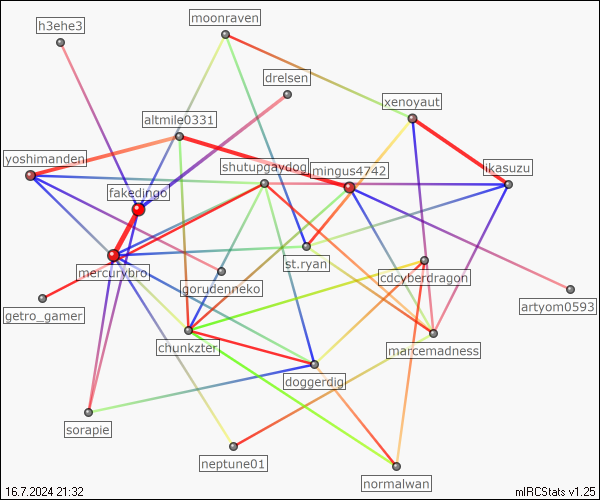 h3ehe3
moonraven
drelsen
xenoyaut
altmile0331
yoshimanden
shutupgaydog
mingus4742
ikasuzu
fakedingo
st.ryan
mercurybro
cdcyberdragon
gorudenneko
artyom0593
getro_gamer
chunkzter
marcemadness
doggerdig
sorapie
neptune01
normalwan
16.7.2024 21:32
mIRCStats v1.25